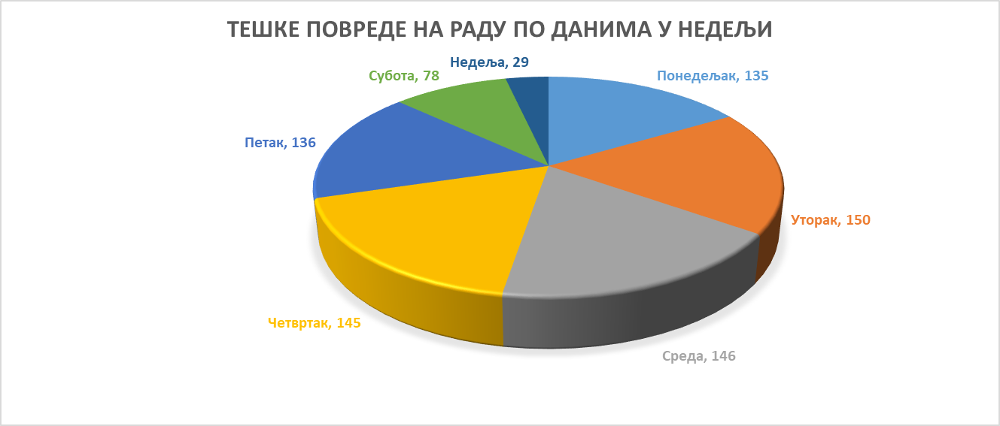 ТЕШКЕ ПОВРЕДЕ НА РАДУ ПО ДАНИМА У НЕДЕЉИ
Недеља, 29
Субота, 78
Понедељак, 135
Петак, 136
Уторак, 150
Четвртак, 145
Среда, 146